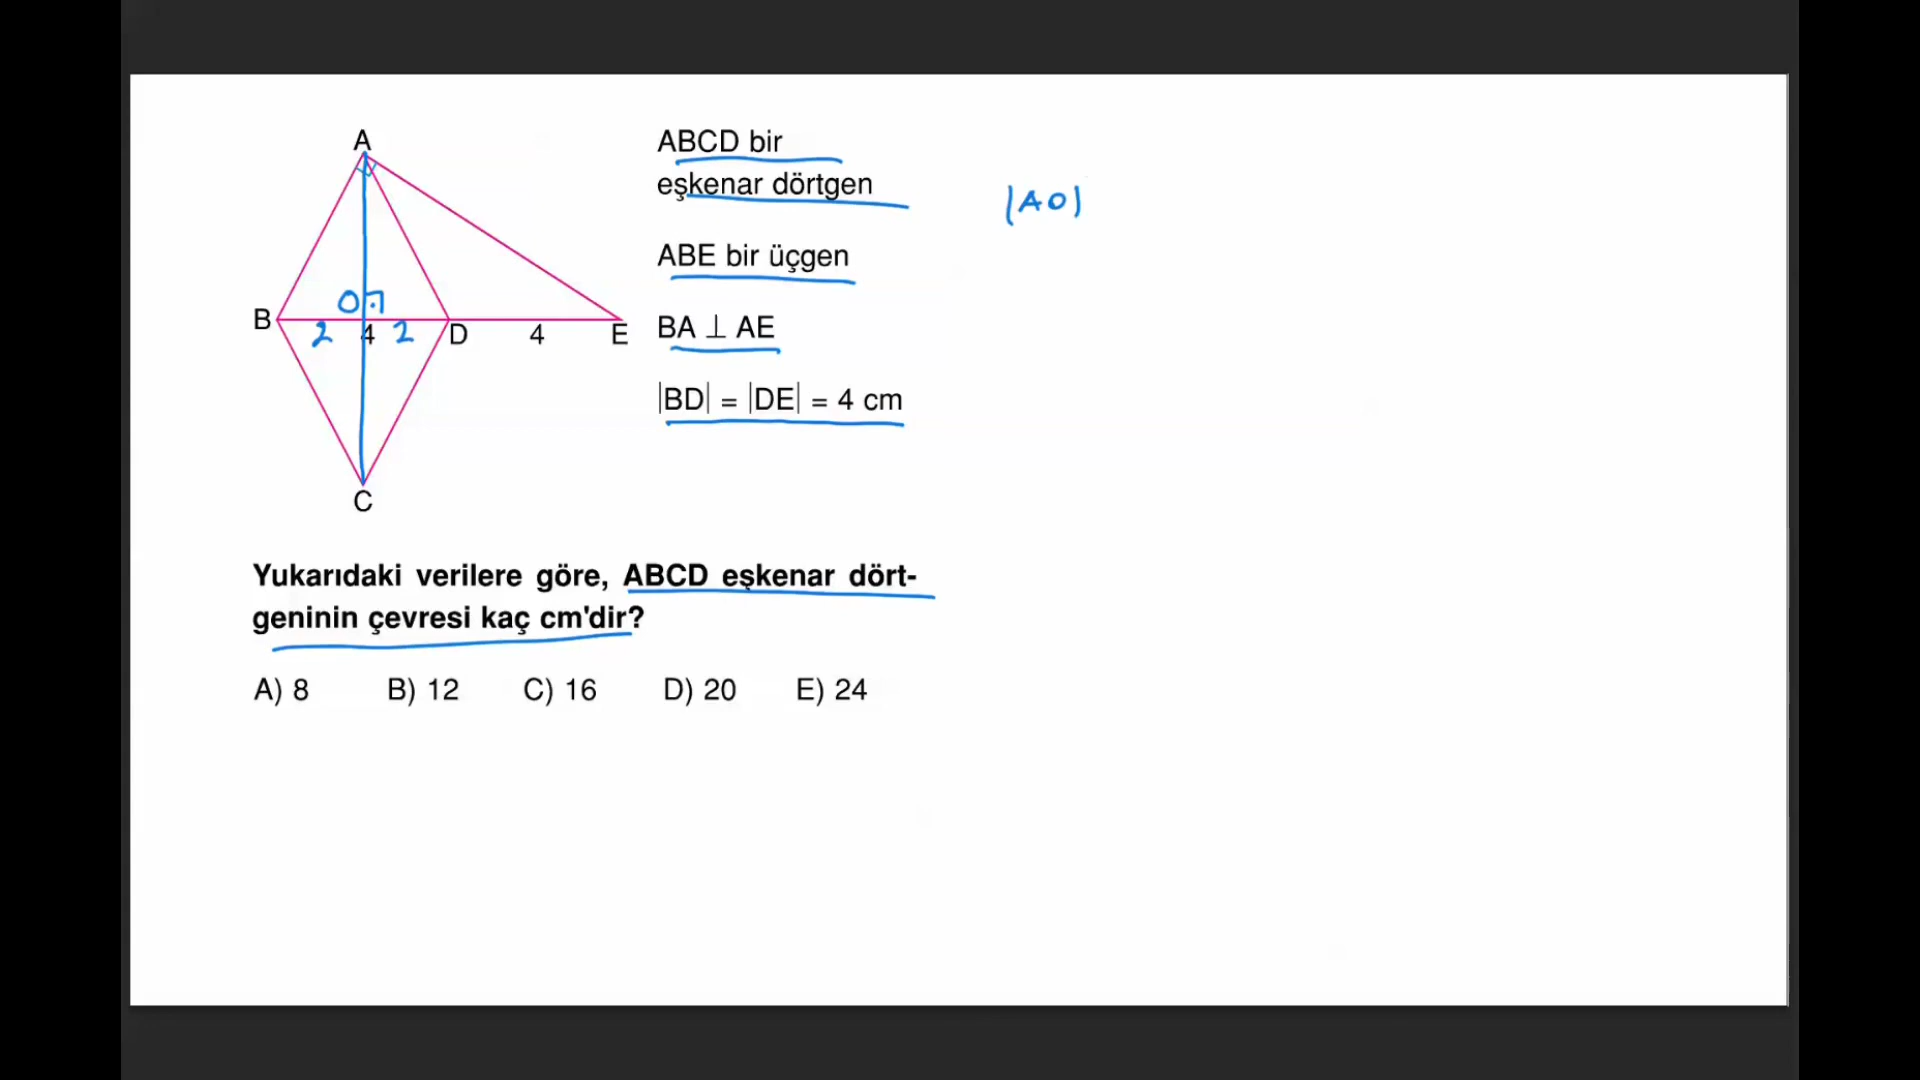 A
B
D
E
C
4
4
O
2
2
ABCD bir
eşkenar dörtgen
ABE bir üçgen
BA ⊥ AE
|BD| = |DE| = 4 cm
|AO|
Yukarıdaki verilere göre, ABCD eşkenar dört-
geninin çevresi kaç cm'dir?
A) 8 B) 12 C) 16 D) 20 E) 24